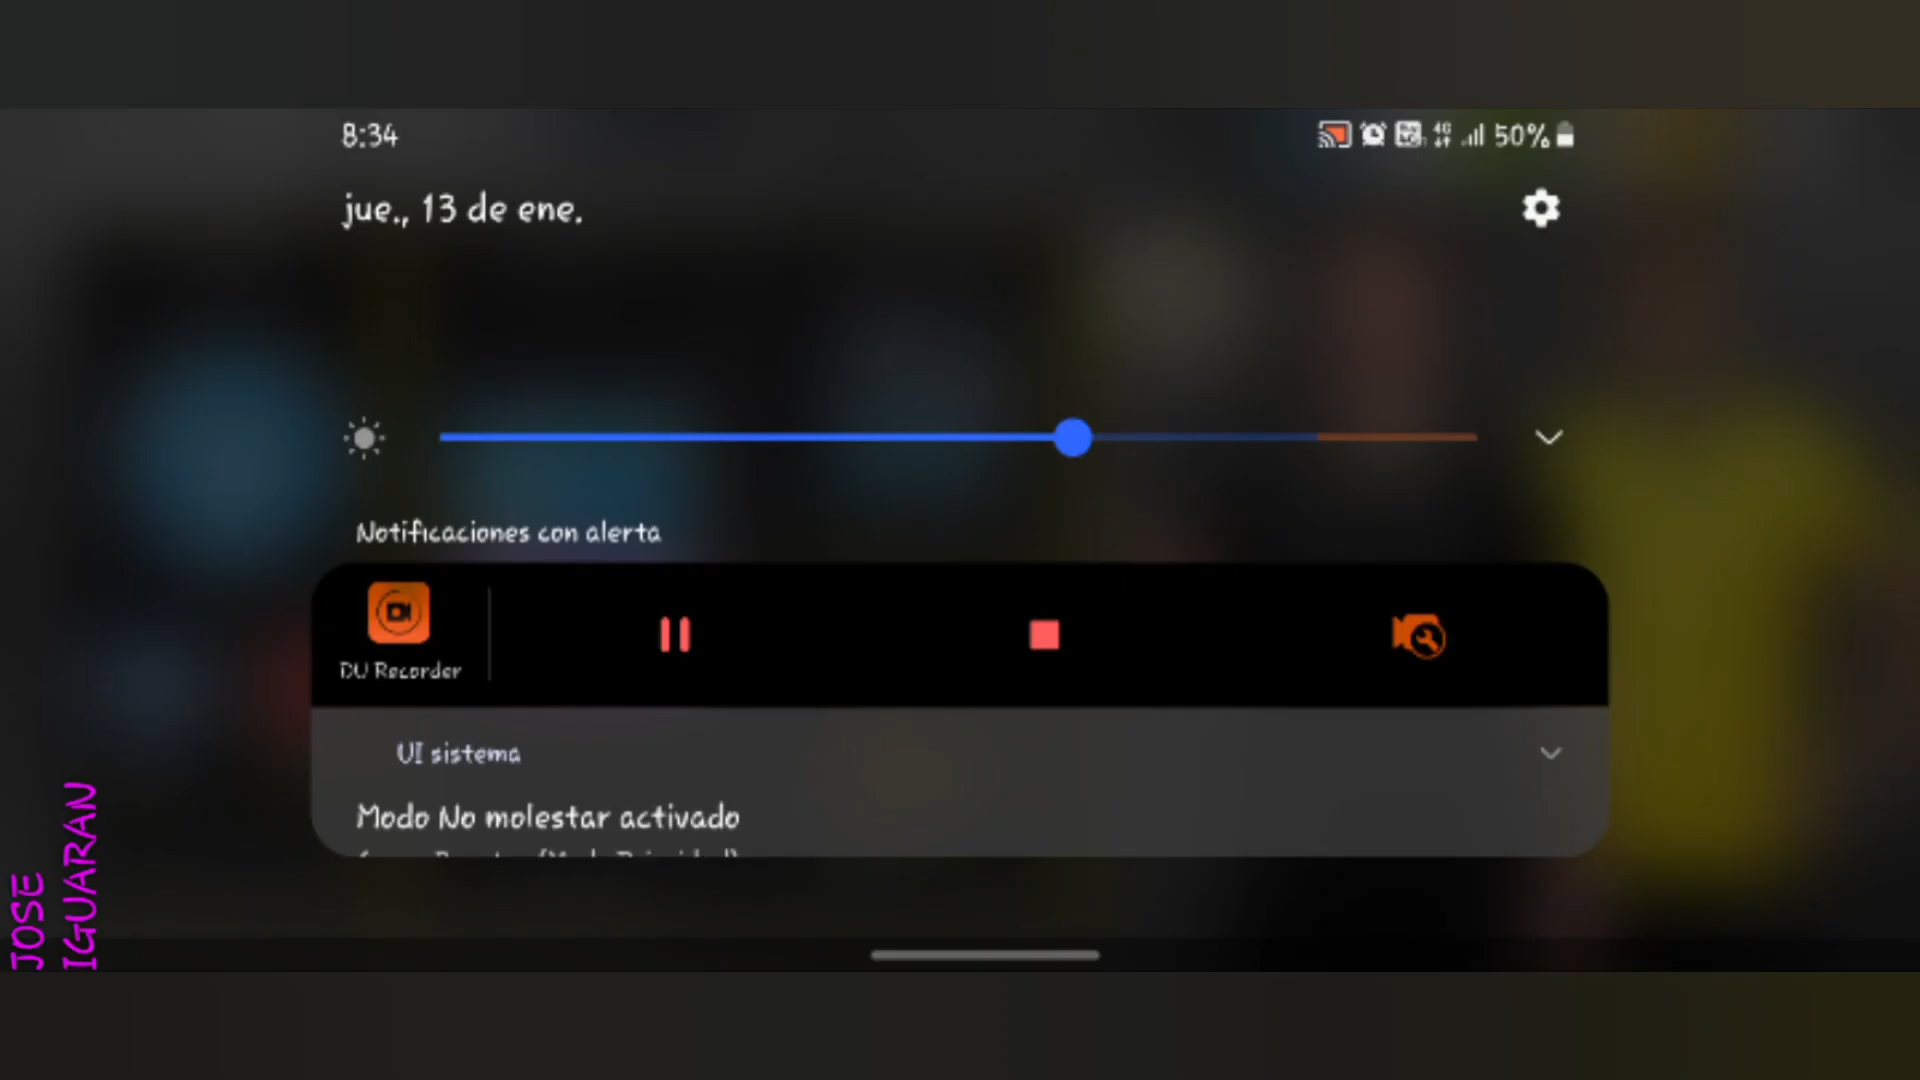 8:34
4G
50%
jue., 13 de ene.
Notificaciones con alerta
DU Recorder
UI sistema
Modo No molestar activado
JOSE
IGUARAN